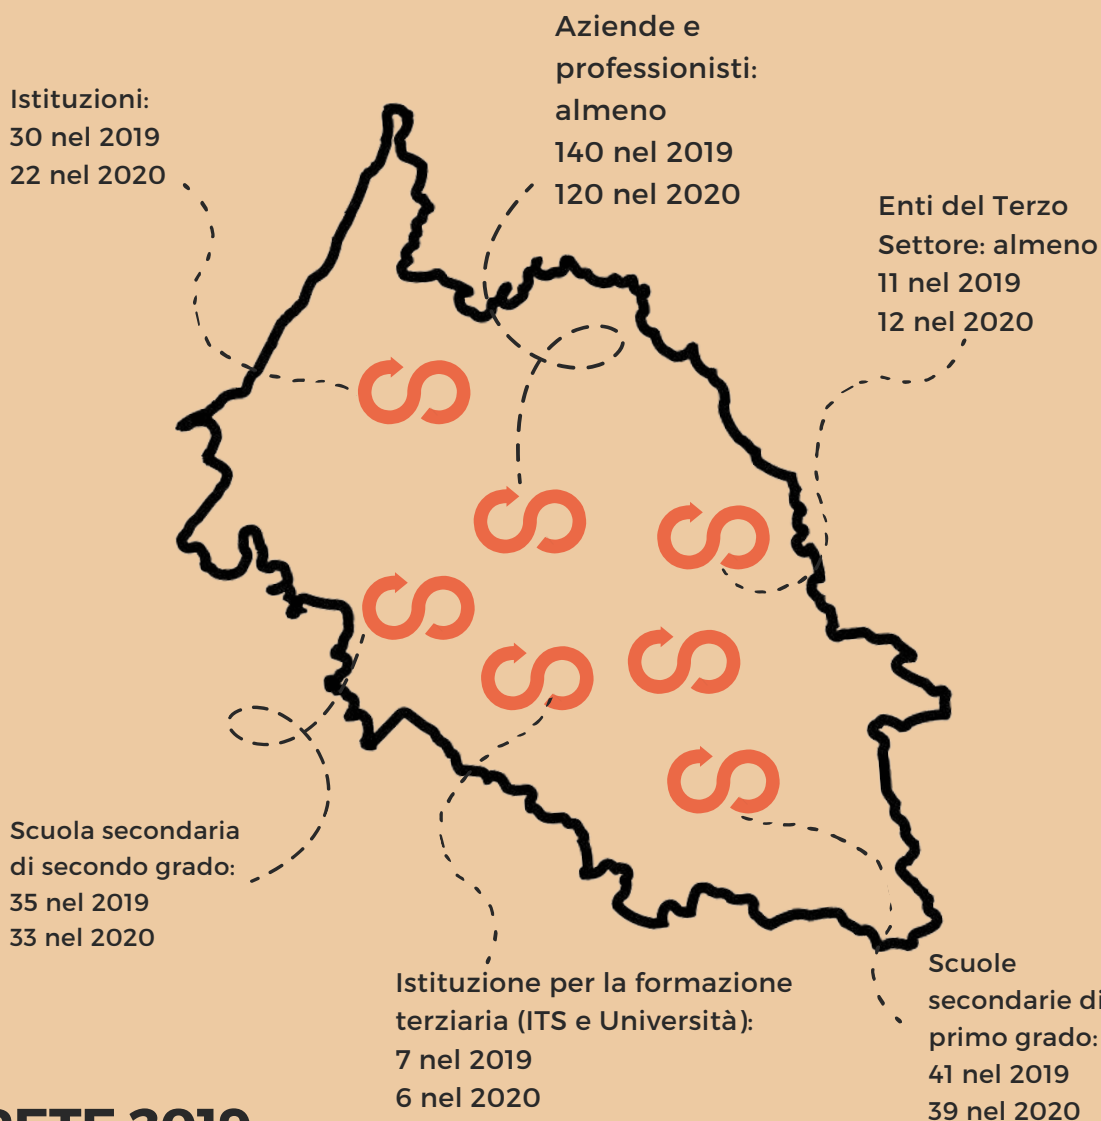 Aziende e
professionisti:
almeno
140 nel 2019
120 nel 2020
Istituzioni:
30 nel 2019
22 nel 2020
Enti del Terzo
Settore: almeno
11 nel 2019
12 nel 2020
Scuola secondaria
di secondo grado:
35 nel 2019
33 nel 2020
Istituzione per la formazione
terziaria (ITS e Università):
7 nel 2019
6 nel 2020
Scuole
secondarie di
primo grado:
41 nel 2019
39 nel 2020